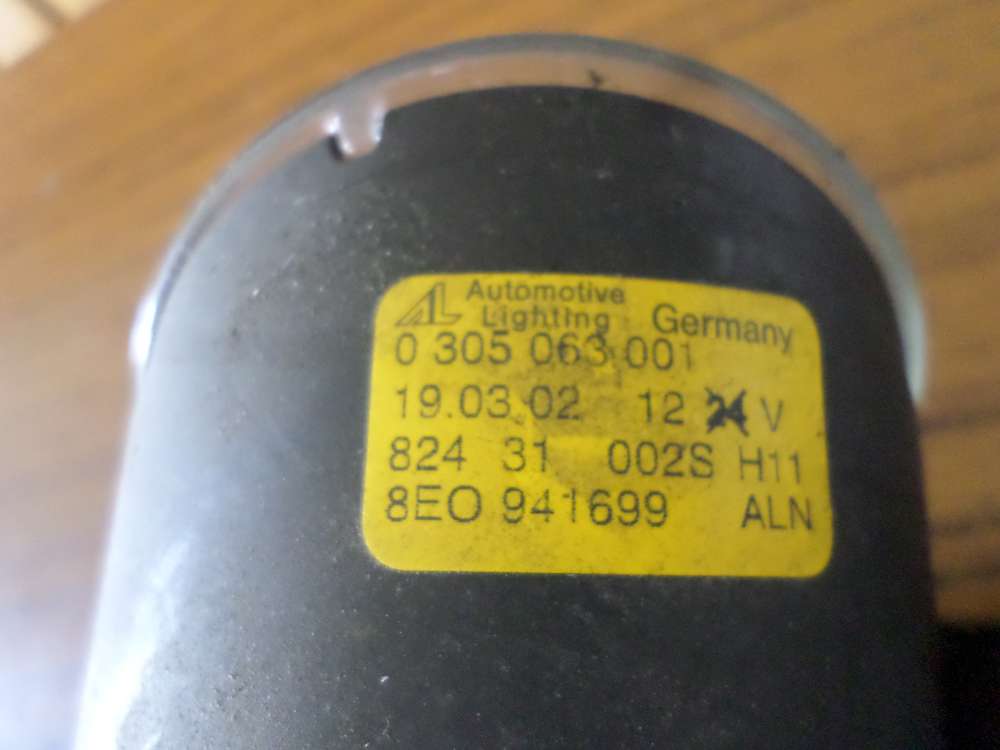 AL Automotive Lighting Germany
0 305 063 001
19.03.02 12 24 V
824 31 002S H11
8EO 941699 ALN